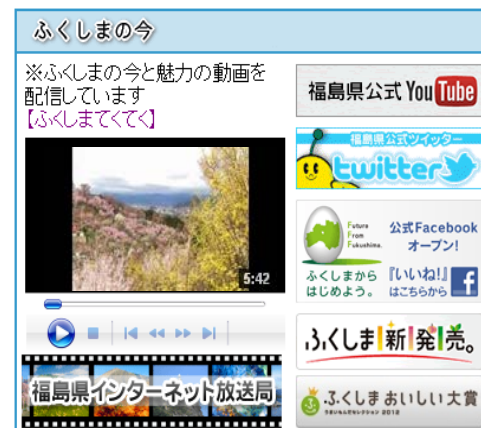 ふくしまの今
※ふくしまの今と魅力の動画を
配信しています
【ふくしまてくてく】
5:42
福島県インターネット放送局
福島県公式 YouTube
福島県公式ツイッター
twitter
Future
From
Fukushima.
ふくしまから
はじめよう。
公式Facebook
オープン!
『いいね!』
はこちらから
ふくしま新発売。
ふくしまおいしい大賞